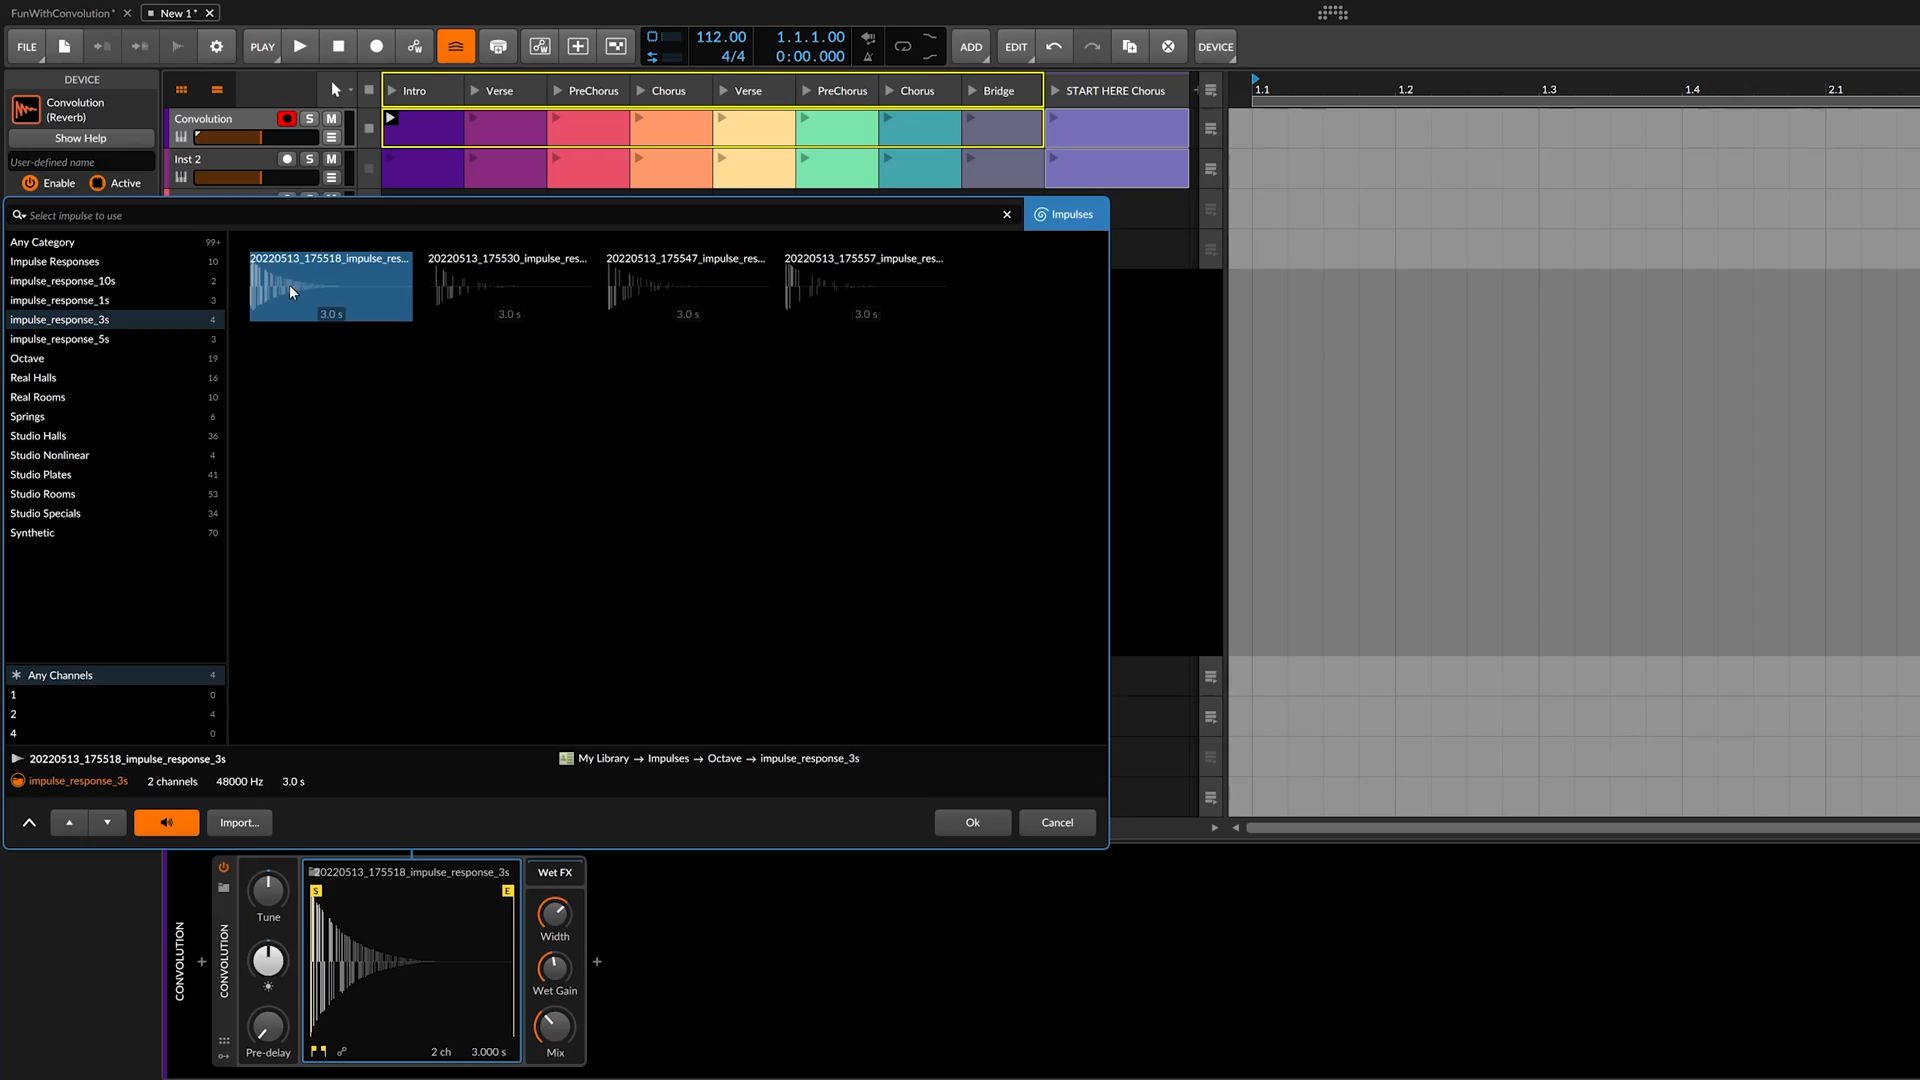 FunWithConvolution* × New 1* ×
FILE PLAY 112.00 4/4 1.1.1.00 0:00.000 ADD EDIT DEVICE
DEVICE
Convolution
(Reverb)
Show Help
User-defined name
Enable Active
Intro Verse PreChorus Chorus Verse PreChorus Chorus Bridge START HERE Chorus
1.1 1.2 1.3 1.4 2.1
Convolution S M
Inst 2 S M
Select impulse to use
Impulses
Any Category 99+
Impulse Responses 10
impulse_response_10s 2
impulse_response_1s 3
impulse_response_3s 4
impulse_response_5s 3
Octave 19
Real Halls 16
Real Rooms 10
Springs 6
Studio Halls 36
Studio Nonlinear 4
Studio Plates 41
Studio Rooms 53
Studio Specials 34
Synthetic 70
20220513_175518_impulse_res... 20220513_175530_impulse_res... 20220513_175547_impulse_res... 20220513_175557_impulse_res...
3.0 s 3.0 s 3.0 s 3.0 s
Any Channels 4
1 0
2 4
4 0
20220513_175518_impulse_response_3s
My Library → Impulses → Octave → impulse_response_3s
impulse_response_3s 2 channels 48000 Hz 3.0 s
Import... Ok Cancel
CONVOLUTION
CONVOLUTION
Tune
Pre-delay
20220513_175518_impulse_response_3s
S E
2 ch 3.000 s
Wet FX
Width
Wet Gain
Mix